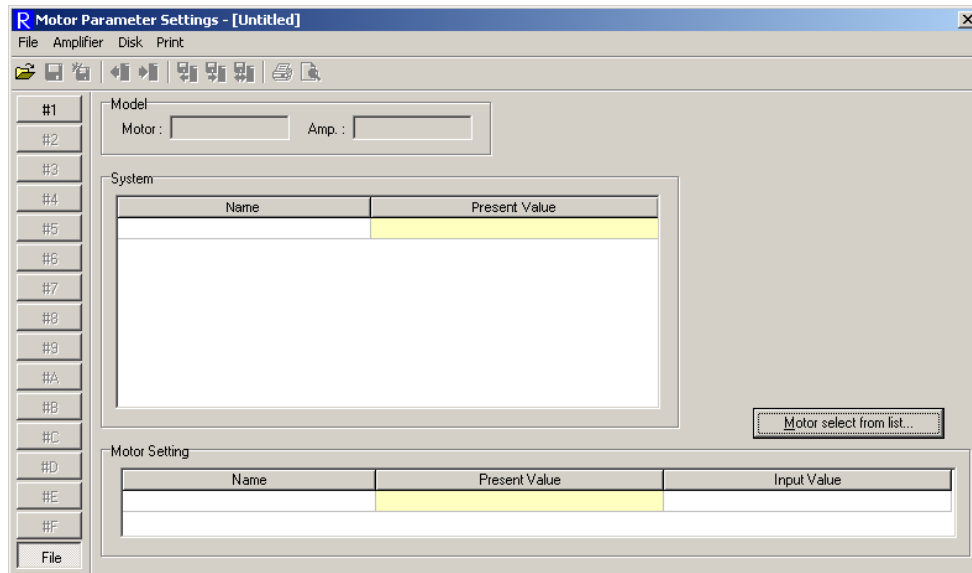 R Motor Parameter Settings - [Untitled]
File Amplifier Disk Print
#1
#2
#3
#4
#5
#6
#7
#8
#9
#A
#B
#C
#D
#E
#F
File
Model
Motor : Amp. :
System
Name Present Value
Motor select from list...
Motor Setting
Name Present Value Input Value